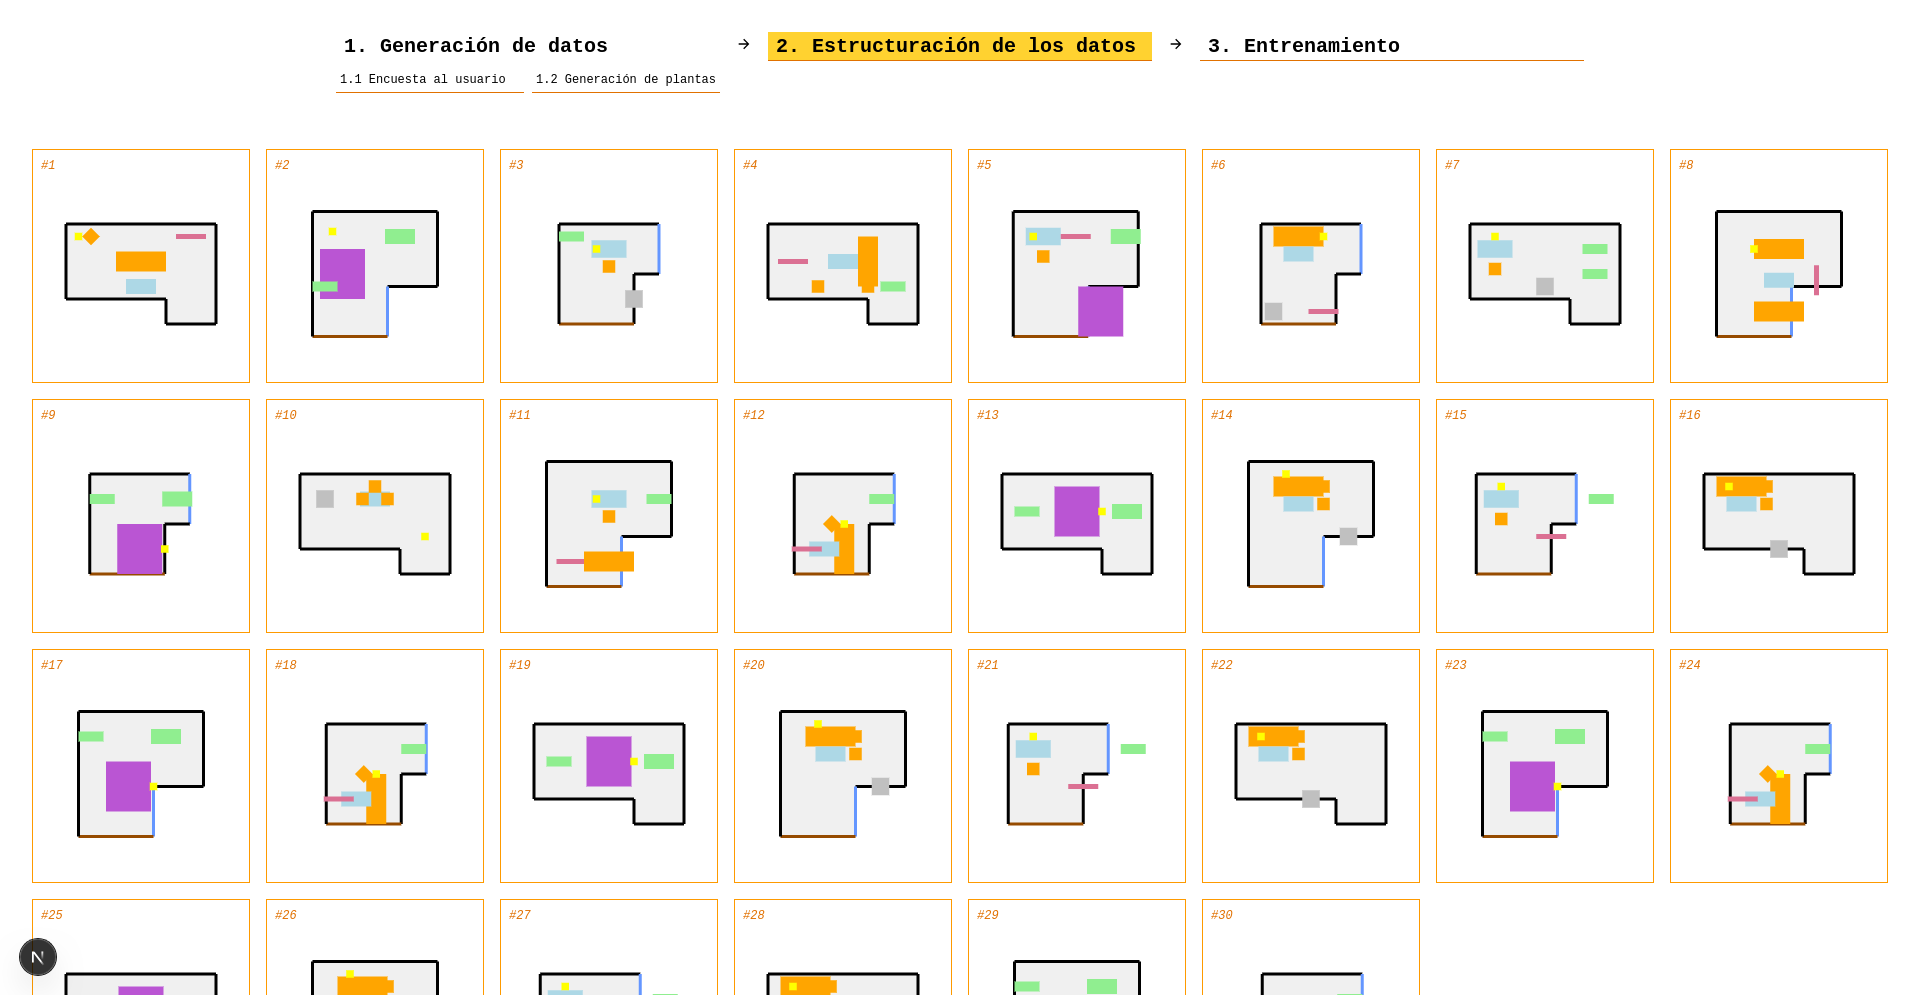 1. Generación de datos → 2. Estructuración de los datos → 3. Entrenamiento
1.1 Encuesta al usuario 1.2 Generación de plantas
#1 #2 #3 #4 #5 #6 #7 #8
#9 #10 #11 #12 #13 #14 #15 #16
#17 #18 #19 #20 #21 #22 #23 #24
#25 #26 #27 #28 #29 #30
N